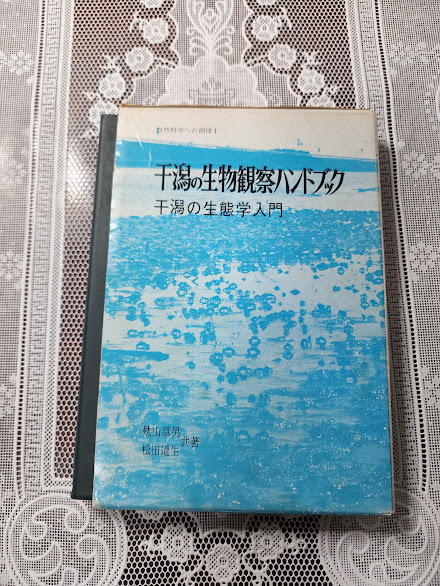 自然科学への招待1
干潟の生物観察ハンドブック
干潟の生態学入門
秋山章男
松田道生
共著